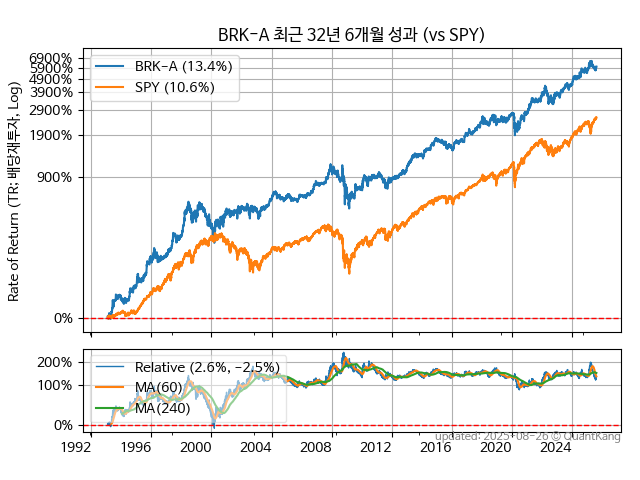 BRK-A 최근 32년 6개월 성과 (vs SPY)
Rate of Return (TR; 배당재투자, Log)
6900%
5900%
4900%
3900%
2900%
1900%
900%
0%
BRK-A (13.4%)
SPY (10.6%)
200%
100%
0%
Relative (2.6%, -2.5%)
MA(60)
MA(240)
1992
1996
2000
2004
2008
2012
2016
2020
2024
updated: 2025-08-26 © QuantKang